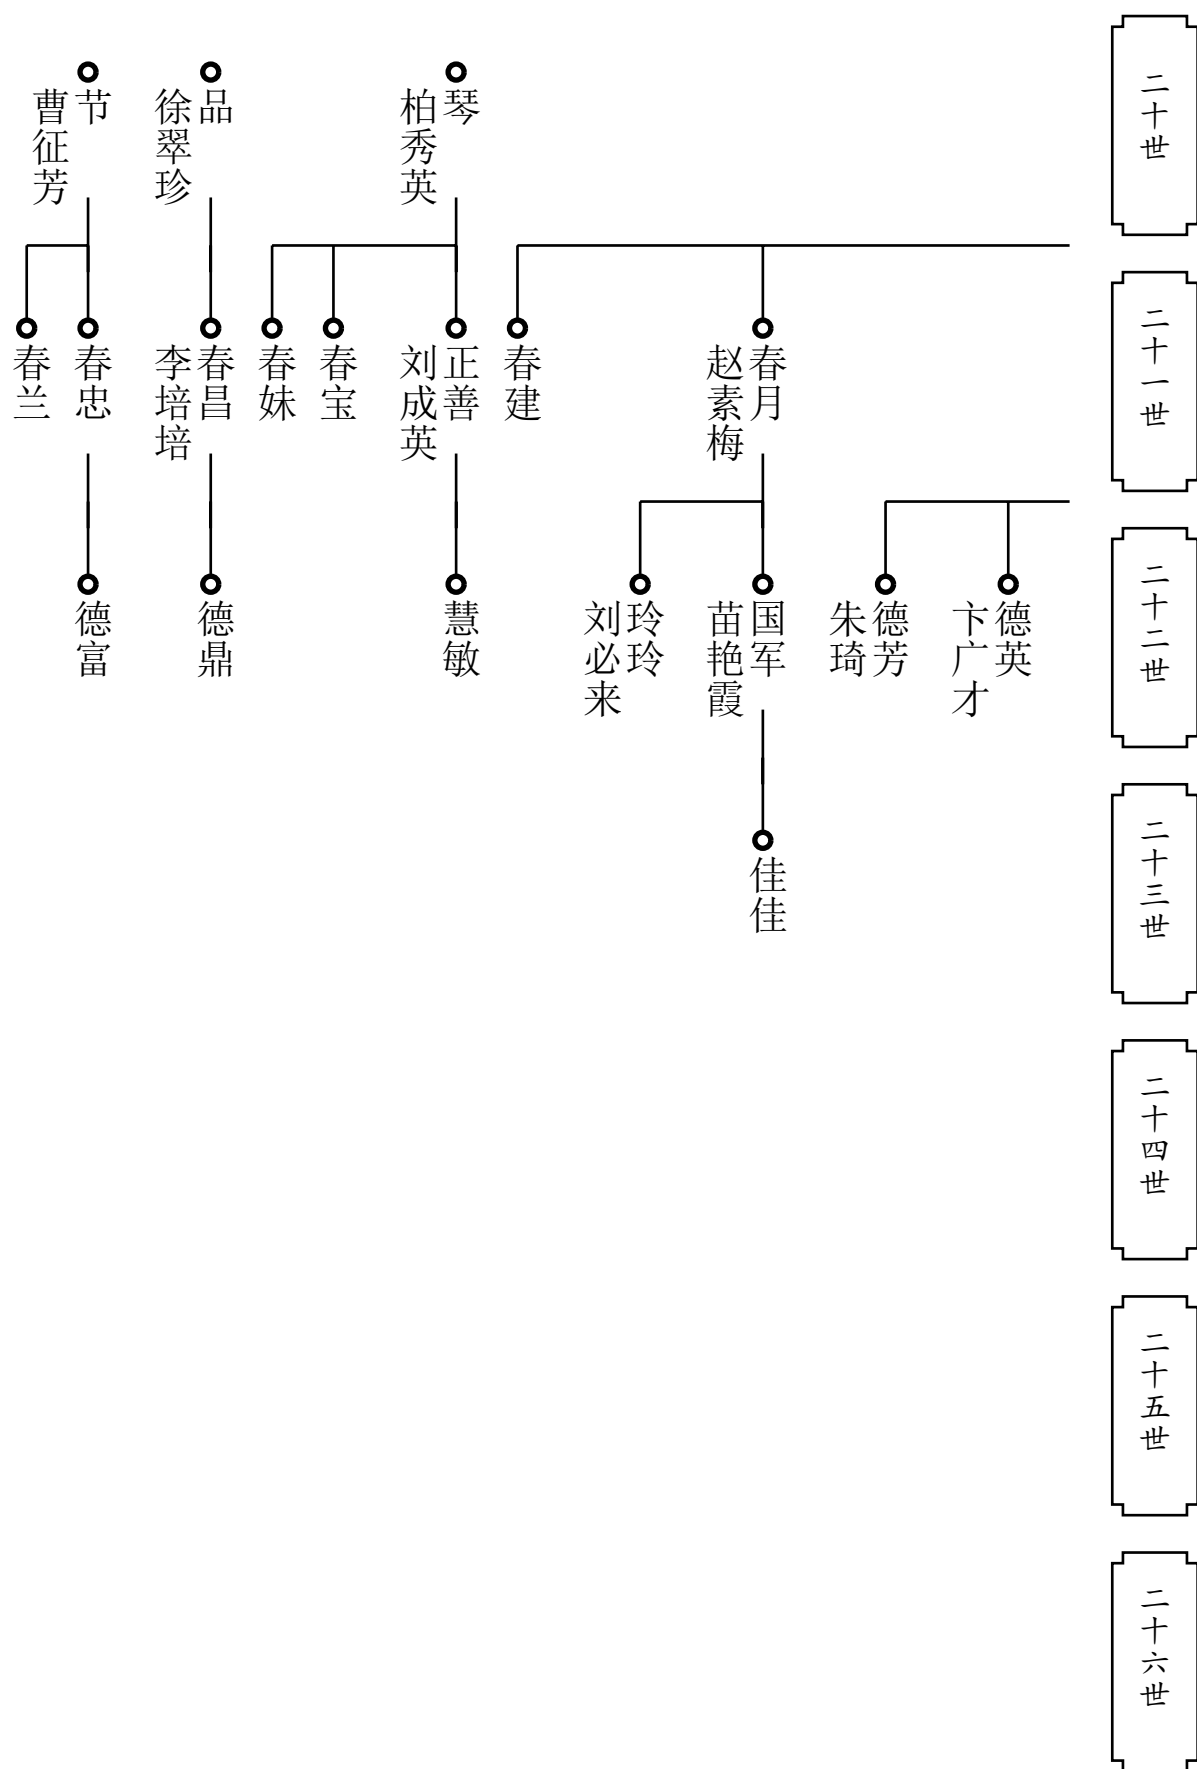 二十世
琴
柏秀英
品
徐翠珍
节
曹征芳
二十一世
春月
赵素梅
春建
正善
刘成英
春宝
春妹
春昌
李培培
春忠
春兰
二十二世
德英
卞广才
德芳
朱琦
国军
苗艳霞
玲玲
刘必来
慧敏
德鼎
德富
二十三世
佳佳
二十四世
二十五世
二十六世